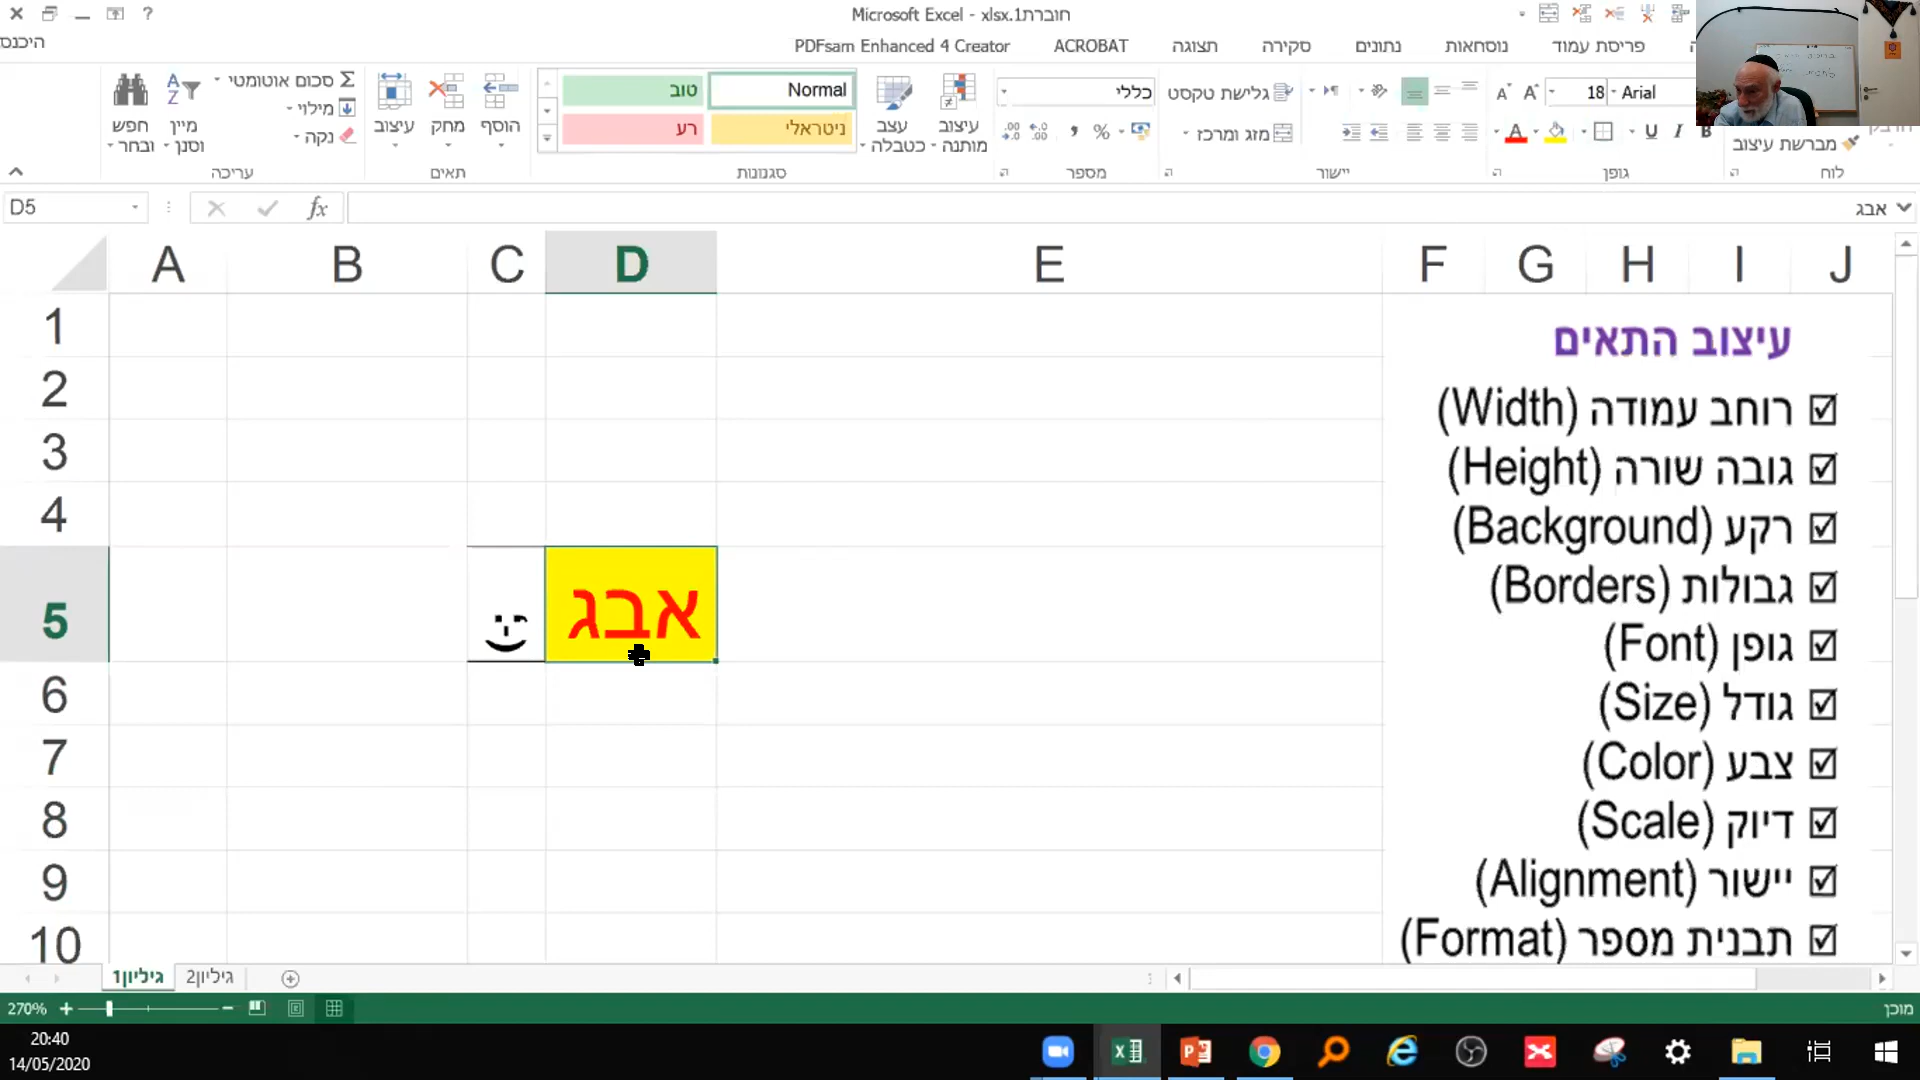 חוברת1.xlsx - Microsoft Excel
היכנס
פריסת עמוד
נוסחאות
נתונים
סקירה
תצוגה
ACROBAT
PDFsam Enhanced 4 Creator
מברשת עיצוב
לוח
Arial
18
גופן
גלישת טקסט
מזג ומרכז
יישור
כללי
מספר
עיצוב מותנה
עצב כטבלה
Normal
טוב
ניטראלי
רע
סגנונות
הוסף
מחק
עיצוב
תאים
סכום אוטומטי
מילוי
נקה
מיין וסנן
חפש ובחר
עריכה
D5
fx
אבג
A B C D E F G H I J
1
2
3
4
5
6
7
8
9
10
אבג
עיצוב התאים
רוחב עמודה (Width)
גובה שורה (Height)
רקע (Background)
גבולות (Borders)
גופן (Font)
גודל (Size)
צבע (Color)
דיוק (Scale)
יישור (Alignment)
תבנית מספר (Format)
גיליון1
גיליון2
270%
מוכן
20:40
14/05/2020